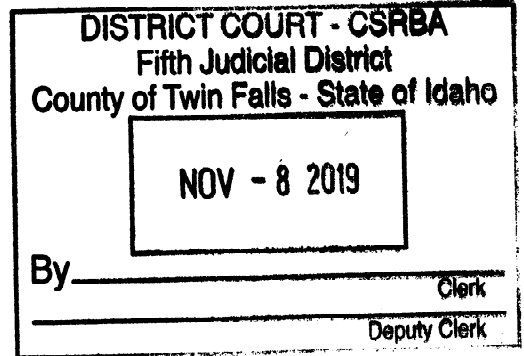 DISTRICT COURT - CSRBA
Fifth Judicial District
County of Twin Falls - State of Idaho
NOV - 8 2019
By
Clerk
Deputy Clerk